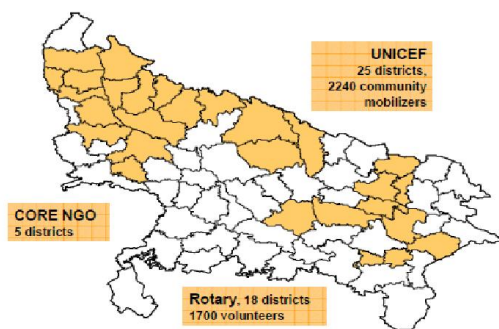 UNICEF
25 districts,
2240 community
mobilizers
CORE NGO
5 districts
Rotary, 18 districts
1700 volunteers